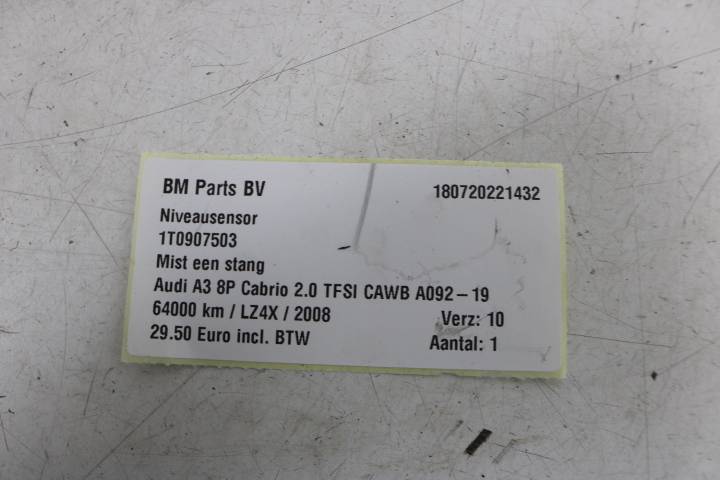 BM Parts BV 180720221432
Niveausensor
1T0907503
Mist een stang
Audi A3 8P Cabrio 2.0 TFSI CAWB A092-19
64000 km / LZ4X / 2008 Verz: 10
29.50 Euro incl. BTW Aantal: 1